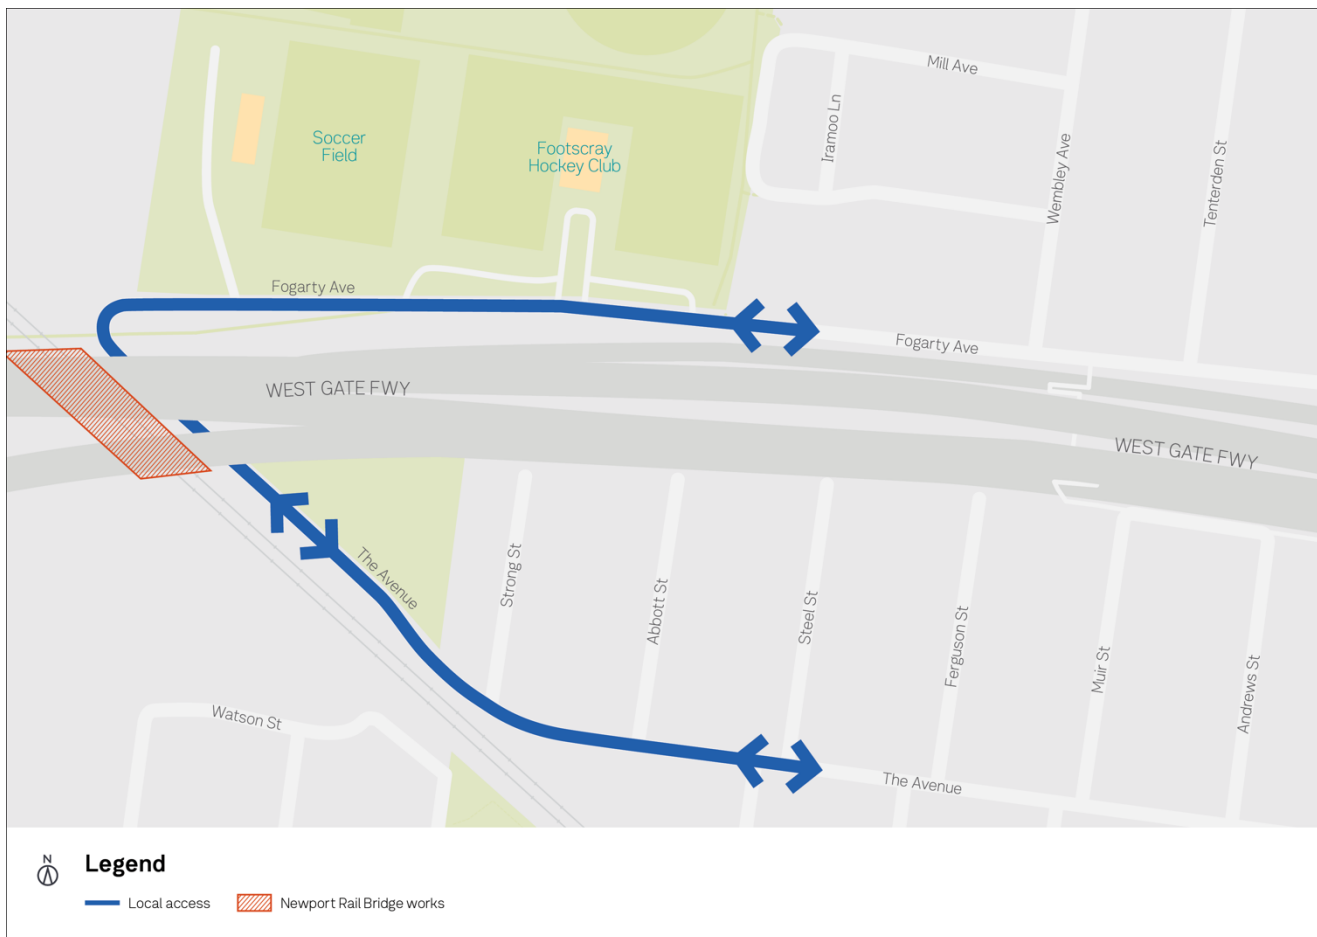 Mill Ave
Iramoo Ln
Soccer
Field
Footscray
Hockey Club
Wembley Ave
Tenterden St
Fogarty Ave
Fogarty Ave
WEST GATE FWY
WEST GATE FWY
The Avenue
Strong St
Abbott St
Steel St
Ferguson St
Muir St
Andrews St
Watson St
The Avenue
N
Legend
Local access
Newport Rail Bridge works